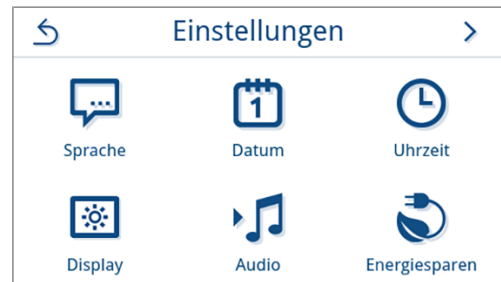 Einstellungen
...
1
Sprache Datum Uhrzeit
Display Audio Energiesparen